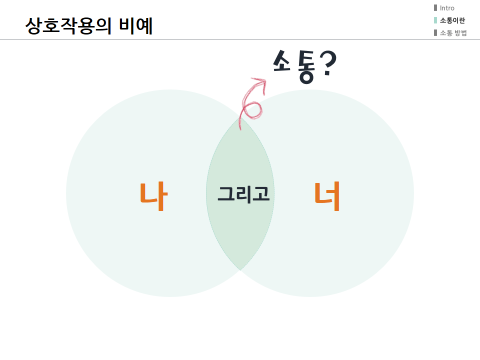 상호작용의 비예
Intro
소통이란
소통 방법
소통?
나
그리고
너